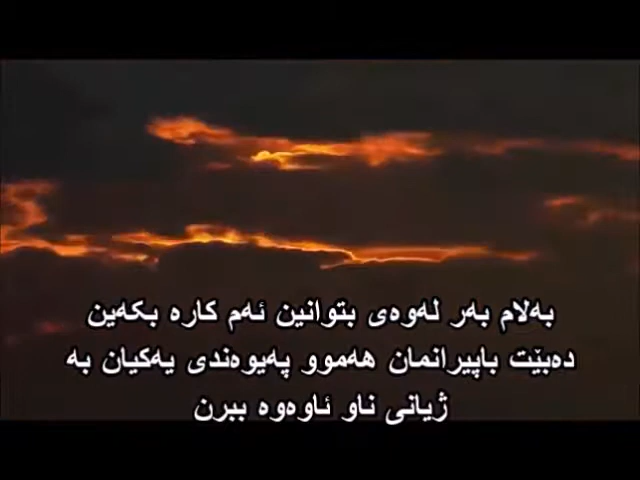 بەلام بەر لەوەی بتوانین ئەم کارە بکەین
دەبێت باپیرانمان هەموو پەیوەندی یەکیان بە
ژیانی ناو ئاوەوە ببرن